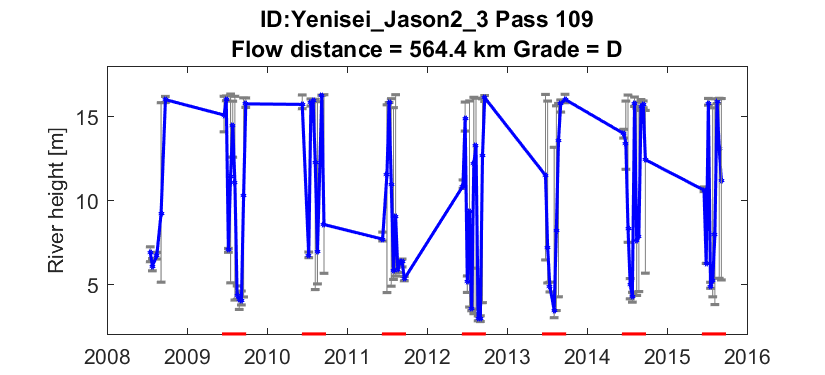 ID:Yenisei_Jason2_3 Pass 109
Flow distance = 564.4 km Grade = D
River height [m]
15
10
5
2008 2009 2010 2011 2012 2013 2014 2015 2016